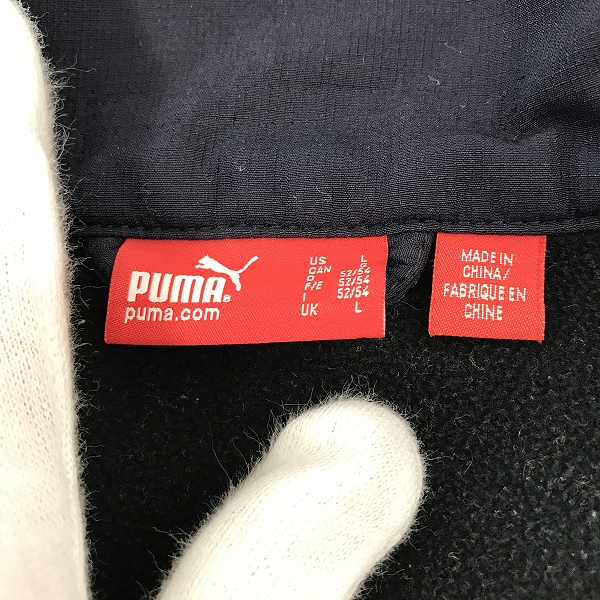 PUMA®
puma.com
US L
CAN G
D 52/54
F/E 52/54
I 52/54
UK L
MADE IN
CHINA/
FABRIQUE EN
CHINE